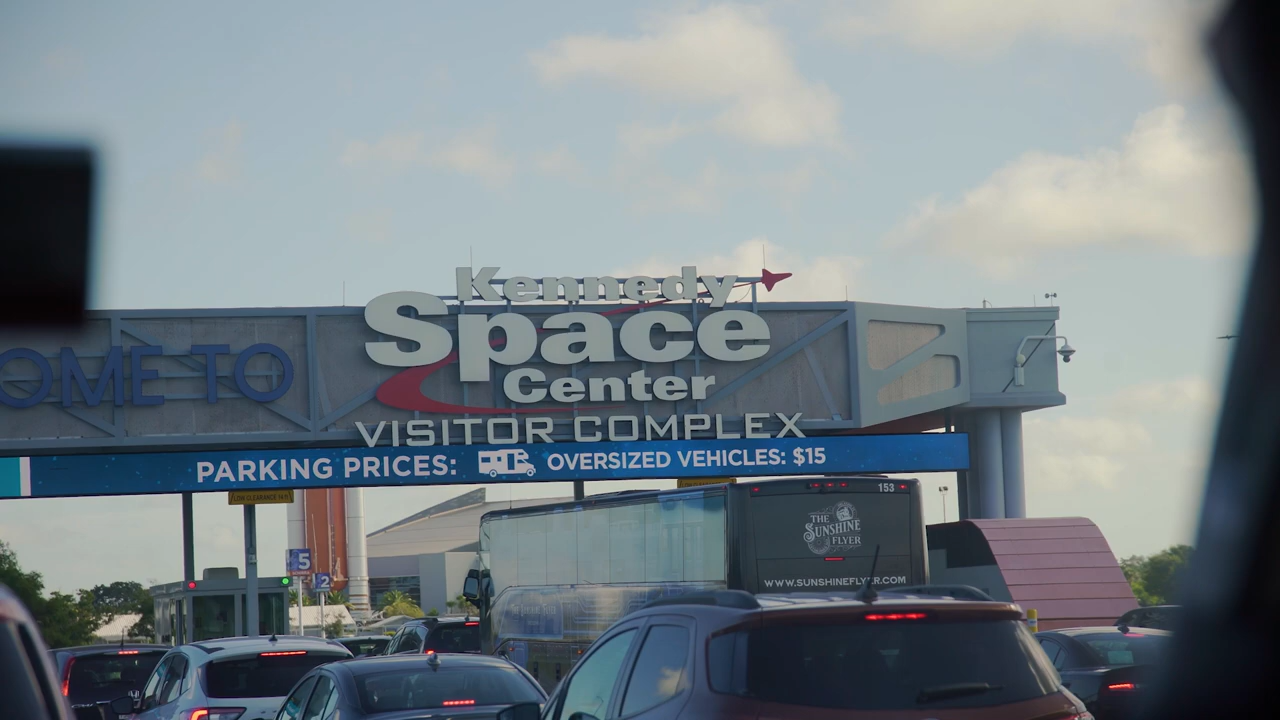 Kennedy
Space
Center
OME TO
VISITOR COMPLEX
PARKING PRICES: OVERSIZED VEHICLES: $15
153
THE
SUNSHINE
FLYER
WWW.SUNSHINEFLYER.COM
5
2